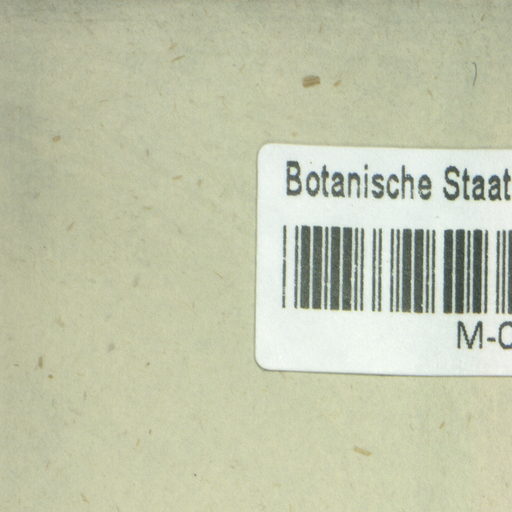 Botanische Staat
M-